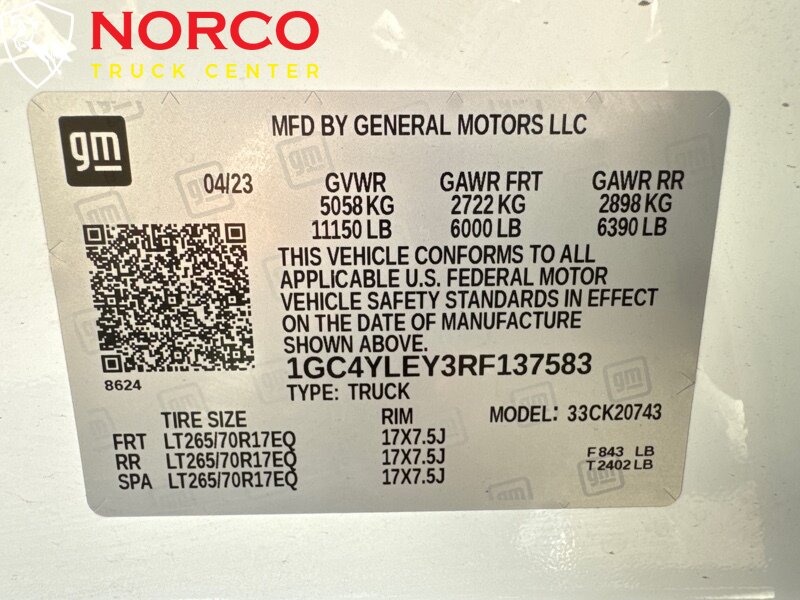 NORCO
TRUCK CENTER
gm
MFD BY GENERAL MOTORS LLC
04/23 GVWR GAWR FRT GAWR RR
5058 KG 2722 KG 2898 KG
11150 LB 6000 LB 6390 LB
THIS VEHICLE CONFORMS TO ALL
APPLICABLE U.S. FEDERAL MOTOR
VEHICLE SAFETY STANDARDS IN EFFECT
ON THE DATE OF MANUFACTURE
SHOWN ABOVE.
1GC4YLEY3RF137583
8624
TYPE: TRUCK
TIRE SIZE RIM MODEL: 33CK20743
FRT LT265/70R17EQ 17X7.5J
RR LT265/70R17EQ 17X7.5J F 843 LB
SPA LT265/70R17EQ 17X7.5J T 2402 LB